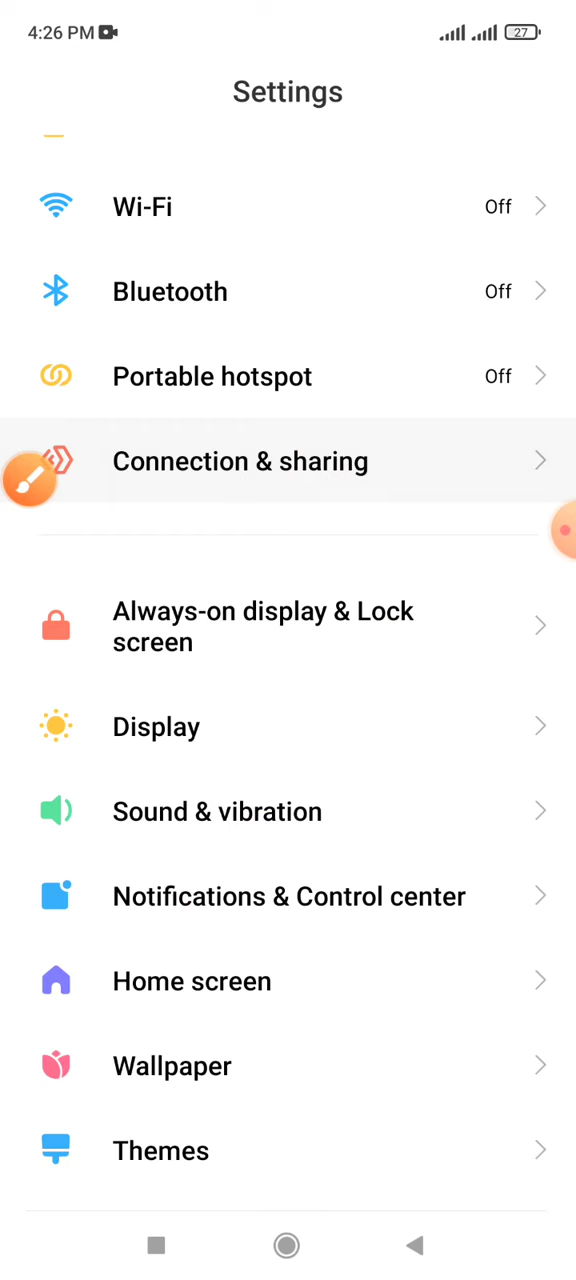 4:26 PM
27
Settings
Wi-Fi Off
Bluetooth Off
Portable hotspot Off
Connection & sharing
Always-on display & Lock
screen
Display
Sound & vibration
Notifications & Control center
Home screen
Wallpaper
Themes